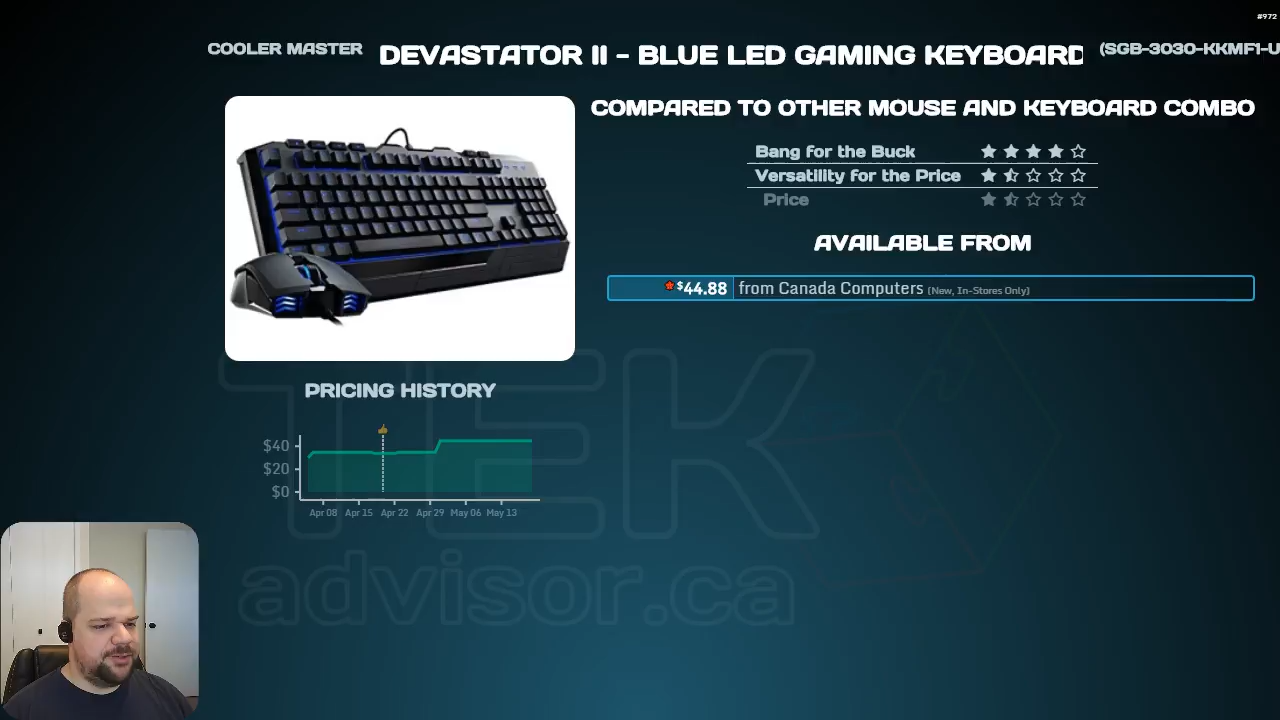 #972
COOLER MASTER DEVASTATOR II - BLUE LED GAMING KEYBOARD (SGB-3030-KKMF1-U
COMPARED TO OTHER MOUSE AND KEYBOARD COMBO
Bang for the Buck
Versatility for the Price
Price
AVAILABLE FROM
$44.88 from Canada Computers (New, In-Stores Only)
PRICING HISTORY
$40
$20
$0
Apr 08 Apr 15 Apr 22 Apr 29 May 06 May 13
TEK
advisor.ca